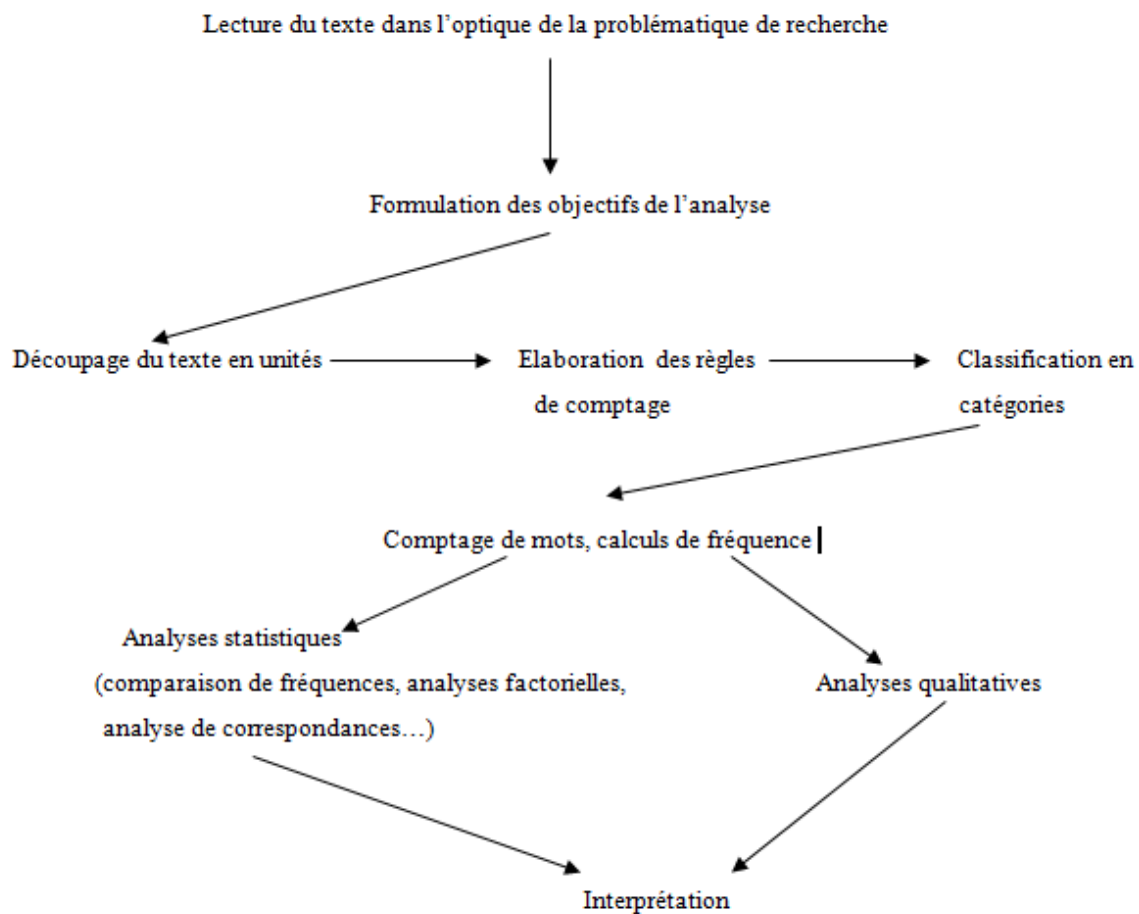 Lecture du texte dans l’optique de la problématique de recherche
Formulation des objectifs de l’analyse
Découpage du texte en unités
Elaboration des règles
de comptage
Classification en
catégories
Comptage de mots, calculs de fréquence
Analyses statistiques
(comparaison de fréquences, analyses factorielles,
analyse de correspondances…)
Analyses qualitatives
Interprétation